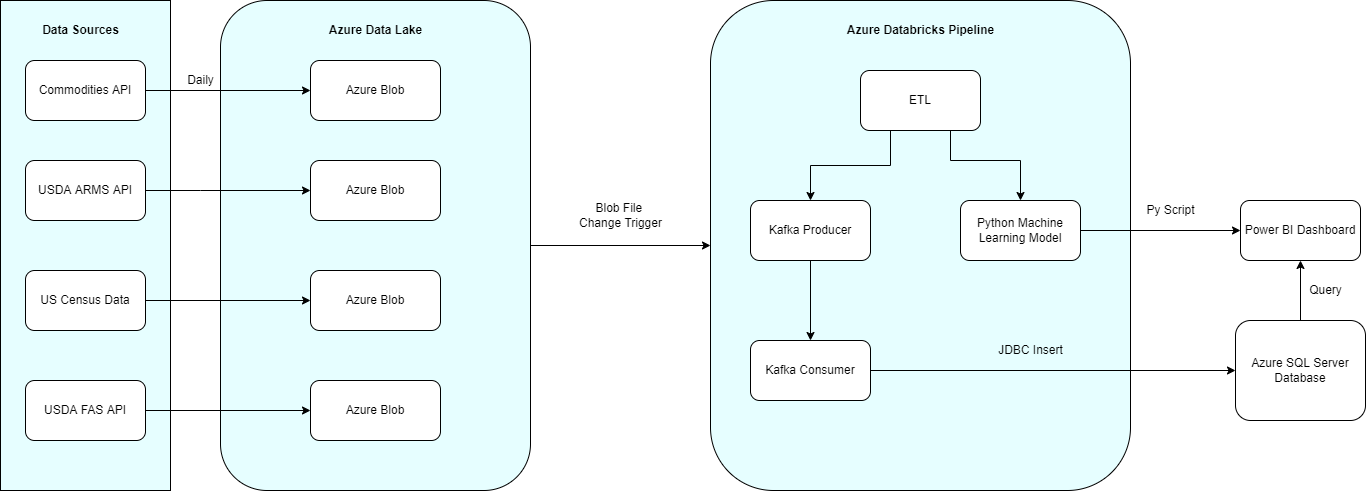 Data Sources
Commodities API
USDA ARMS API
US Census Data
USDA FAS API
Daily
Azure Data Lake
Azure Blob
Azure Blob
Azure Blob
Azure Blob
Blob File
Change Trigger
Azure Databricks Pipeline
ETL
Kafka Producer
Python Machine
Learning Model
Kafka Consumer
Py Script
JDBC Insert
Power BI Dashboard
Query
Azure SQL Server
Database